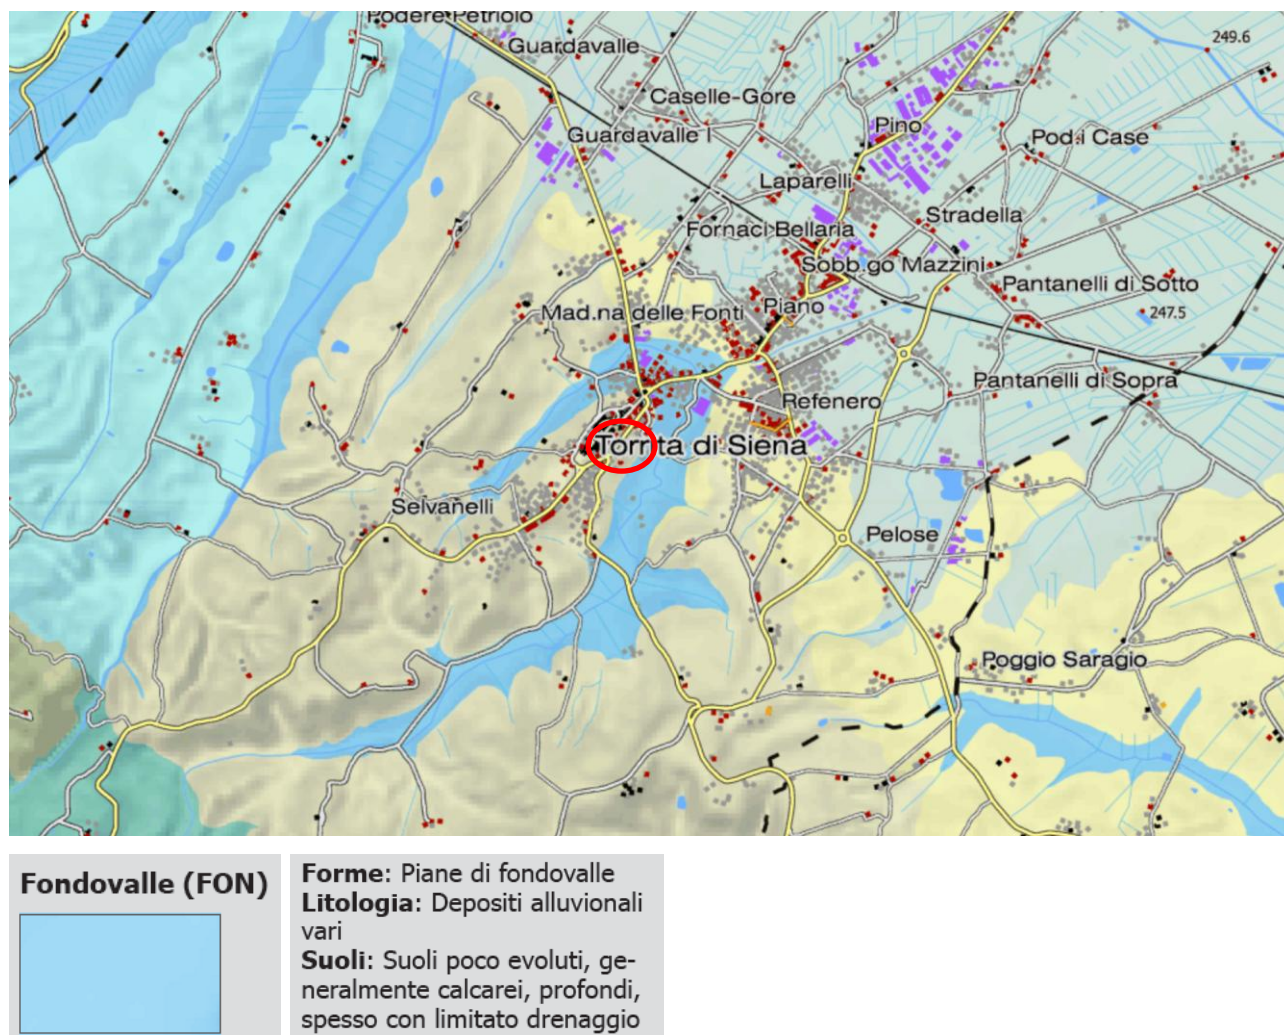 Podere Petriolo
Guardavalle
249.6
Caselle-Gore
Pino
Guardavalle I
Pod.i Case
Laparelli
Stradella
Fornaci Bellaria
Sobb.go Mazzini
Pantanelli di Sotto
Mad.na delle Fonti
Piano
247.5
Pantanelli di Sopra
Refenero
Torrita di Siena
Selvanelli
Pelose
Poggio Saragio
Fondovalle (FON)
Forme: Piane di fondovalle
Litologia: Depositi alluvionali
vari
Suoli: Suoli poco evoluti, ge-
neralmente calcarei, profondi,
spesso con limitato drenaggio